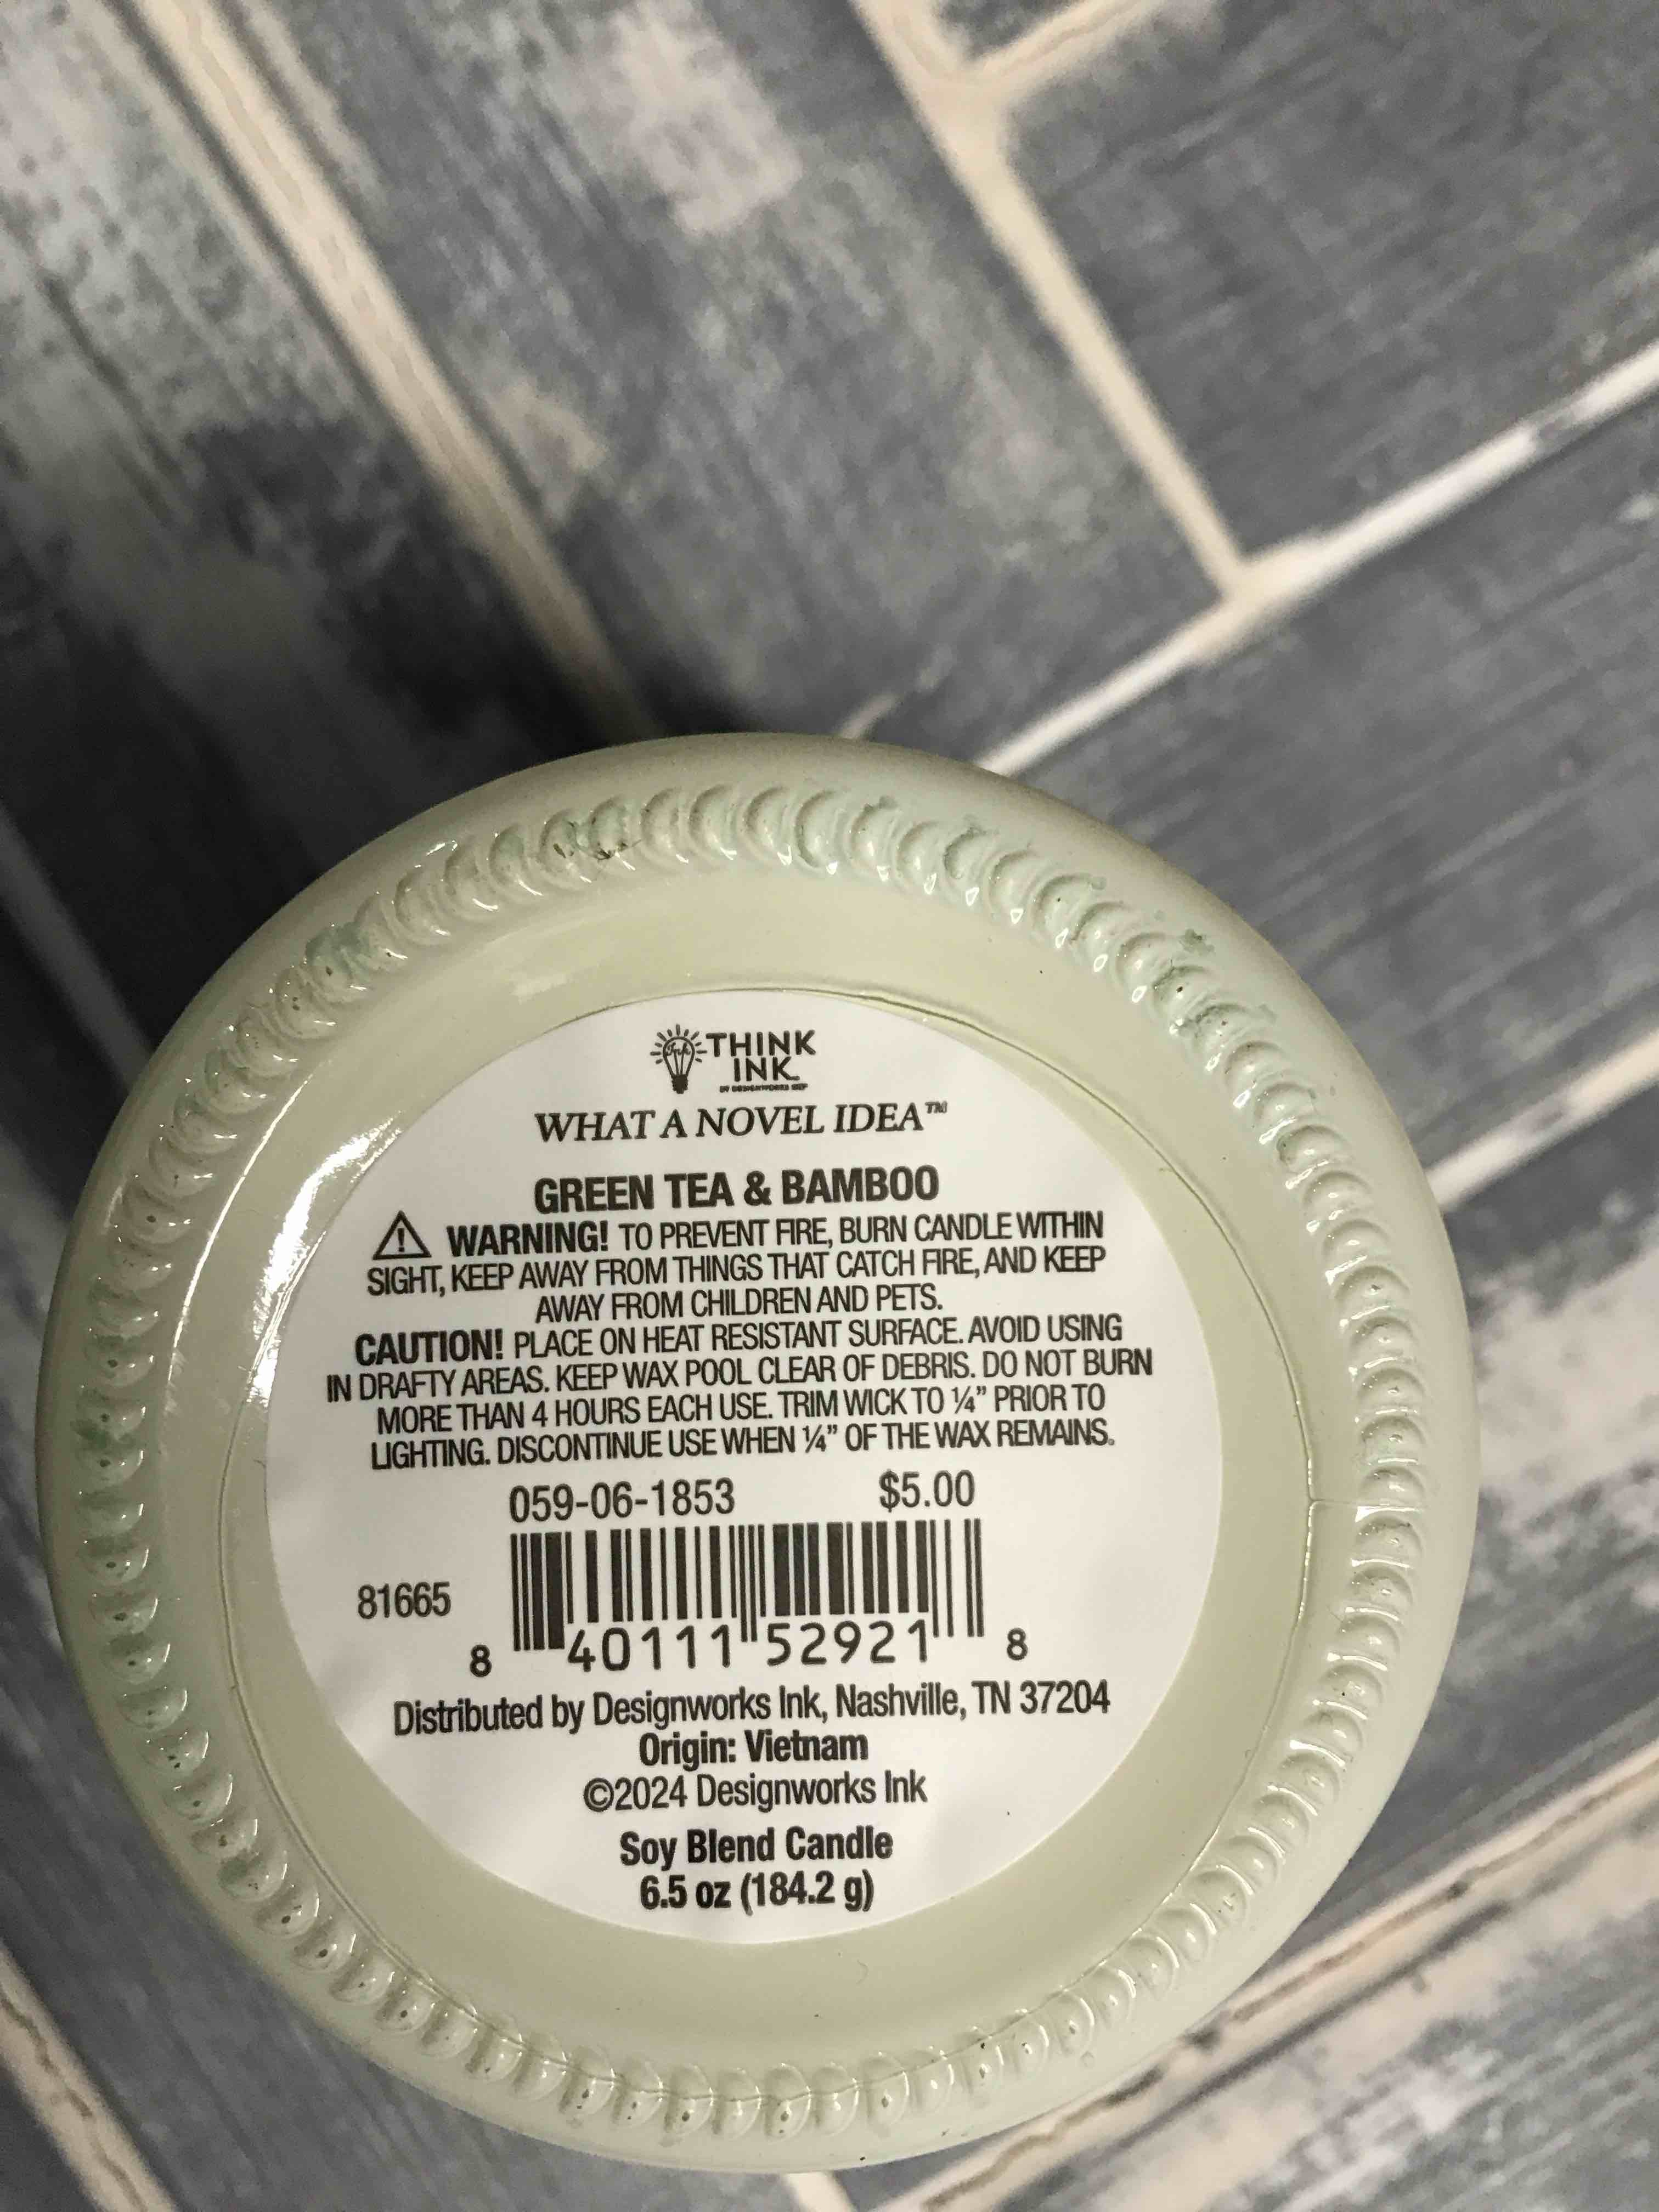 THINK
INK
BY DESIGNWORKS INK
WHAT A NOVEL IDEA™
GREEN TEA & BAMBOO
WARNING! TO PREVENT FIRE, BURN CANDLE WITHIN
SIGHT, KEEP AWAY FROM THINGS THAT CATCH FIRE, AND KEEP
AWAY FROM CHILDREN AND PETS.
CAUTION! PLACE ON HEAT RESISTANT SURFACE. AVOID USING
IN DRAFTY AREAS. KEEP WAX POOL CLEAR OF DEBRIS. DO NOT BURN
MORE THAN 4 HOURS EACH USE. TRIM WICK TO ¼” PRIOR TO
LIGHTING. DISCONTINUE USE WHEN ¼” OF THE WAX REMAINS.
059-06-1853 $5.00
81665
8 40111 52921 8
Distributed by Designworks Ink, Nashville, TN 37204
Origin: Vietnam
©2024 Designworks Ink
Soy Blend Candle
6.5 oz (184.2 g)